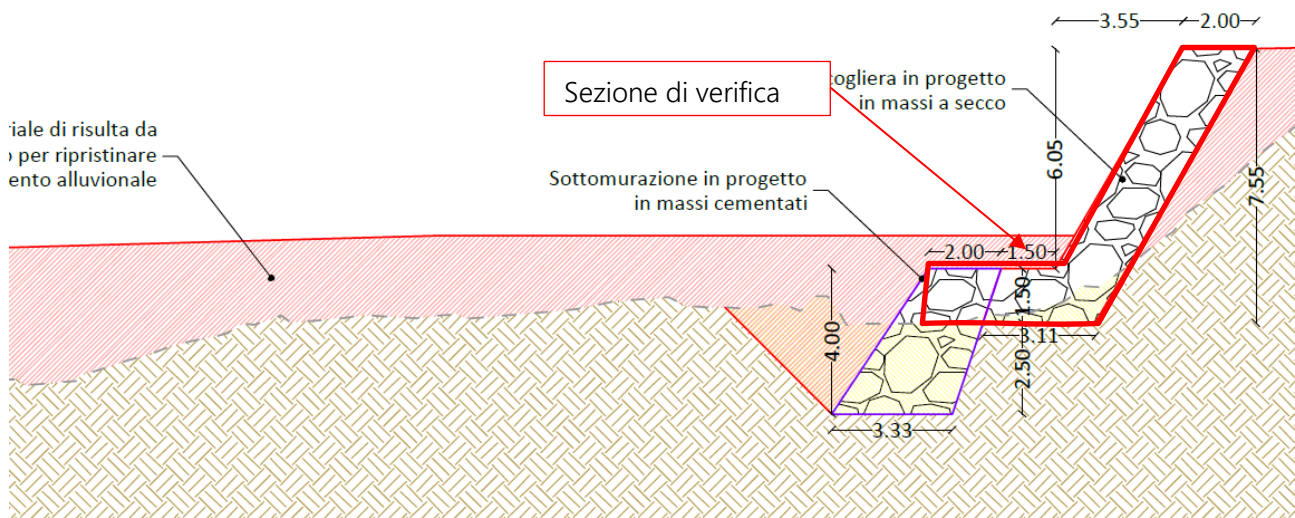 3.55
2.00
Sezione di verifica
cogliera in progetto
in massi a secco
riale di risulta da
o per ripristinare
ento alluvionale
6.05
7.55
Sottomurazione in progetto
in massi cementati
2.00
1.50
1.50
4.00
3.11
2.50
3.33